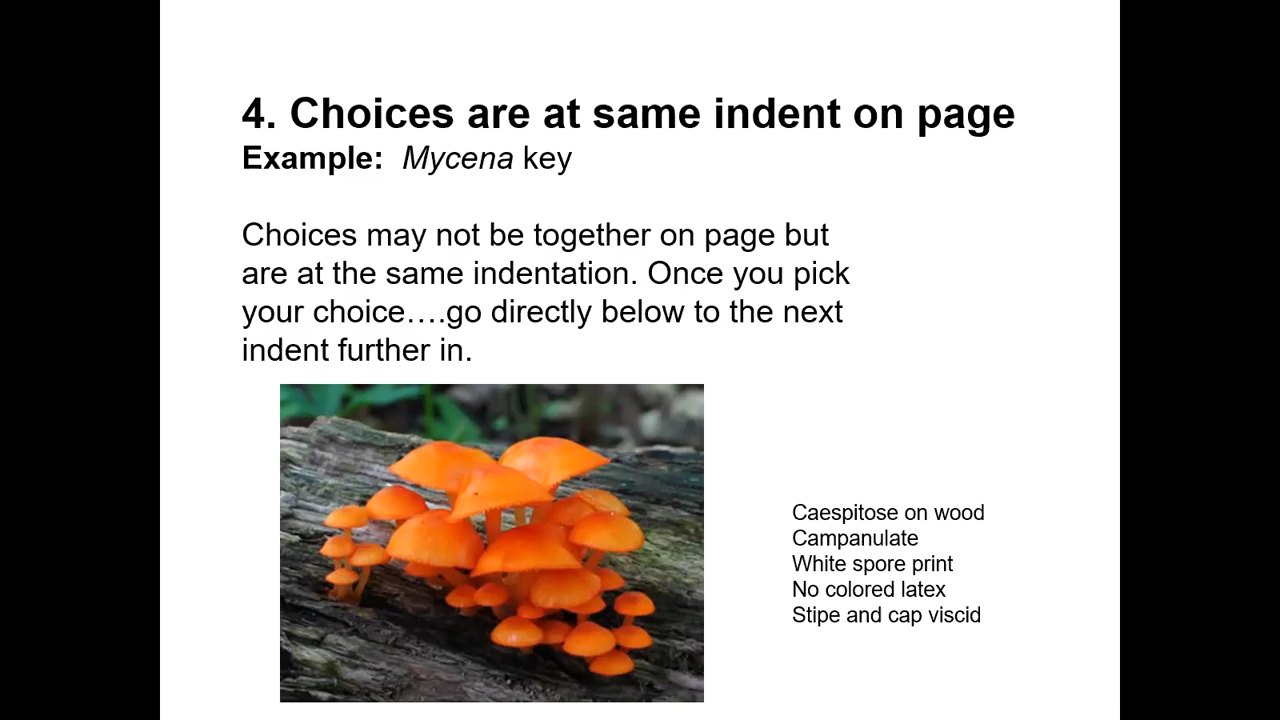 4. Choices are at same indent on page
Example: Mycena key
Choices may not be together on page but
are at the same indentation. Once you pick
your choice….go directly below to the next
indent further in.
Caespitose on wood
Campanulate
White spore print
No colored latex
Stipe and cap viscid